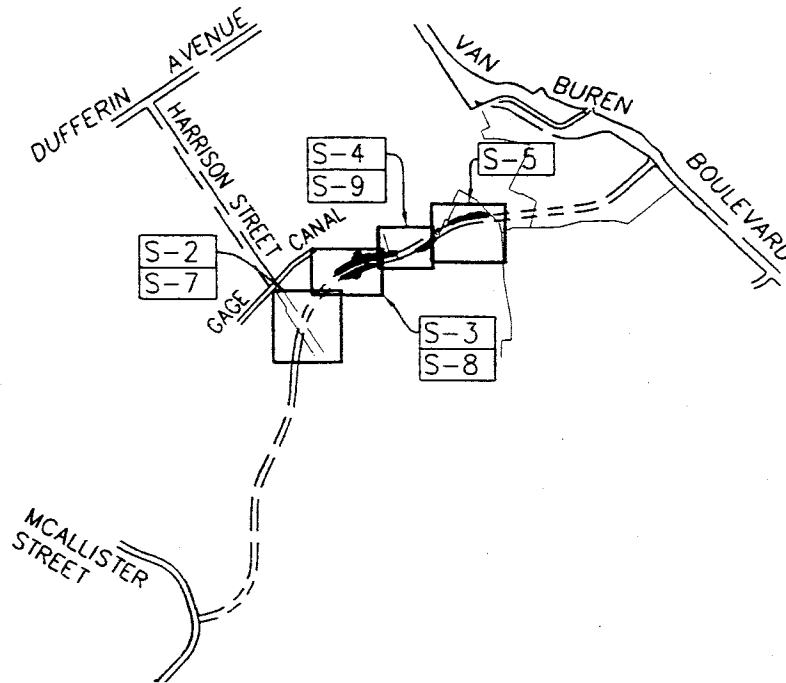 DUFFERIN AVENUE
HARRISON STREET
VAN BUREN BOULEVARD
S-4
S-9
S-5
GAGE CANAL
S-2
S-7
S-3
S-8
MCALLISTER
STREET